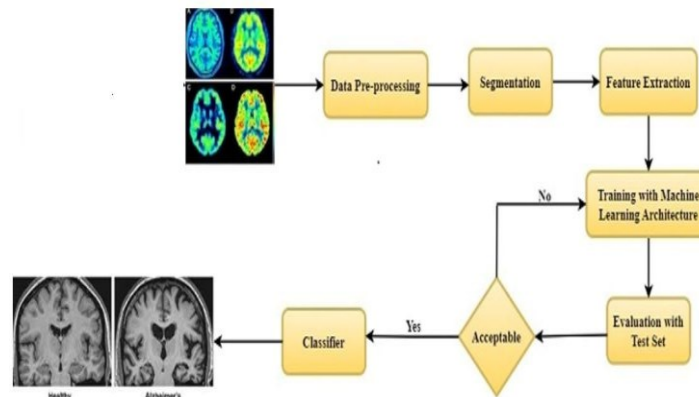 A
D
C
D
Data Pre-processing
Segmentation
Feature Extraction
No
Training with Machine
Learning Architecture
Evaluation with
Test Set
Acceptable
Yes
Classifier
Healthy
Alzheimer's